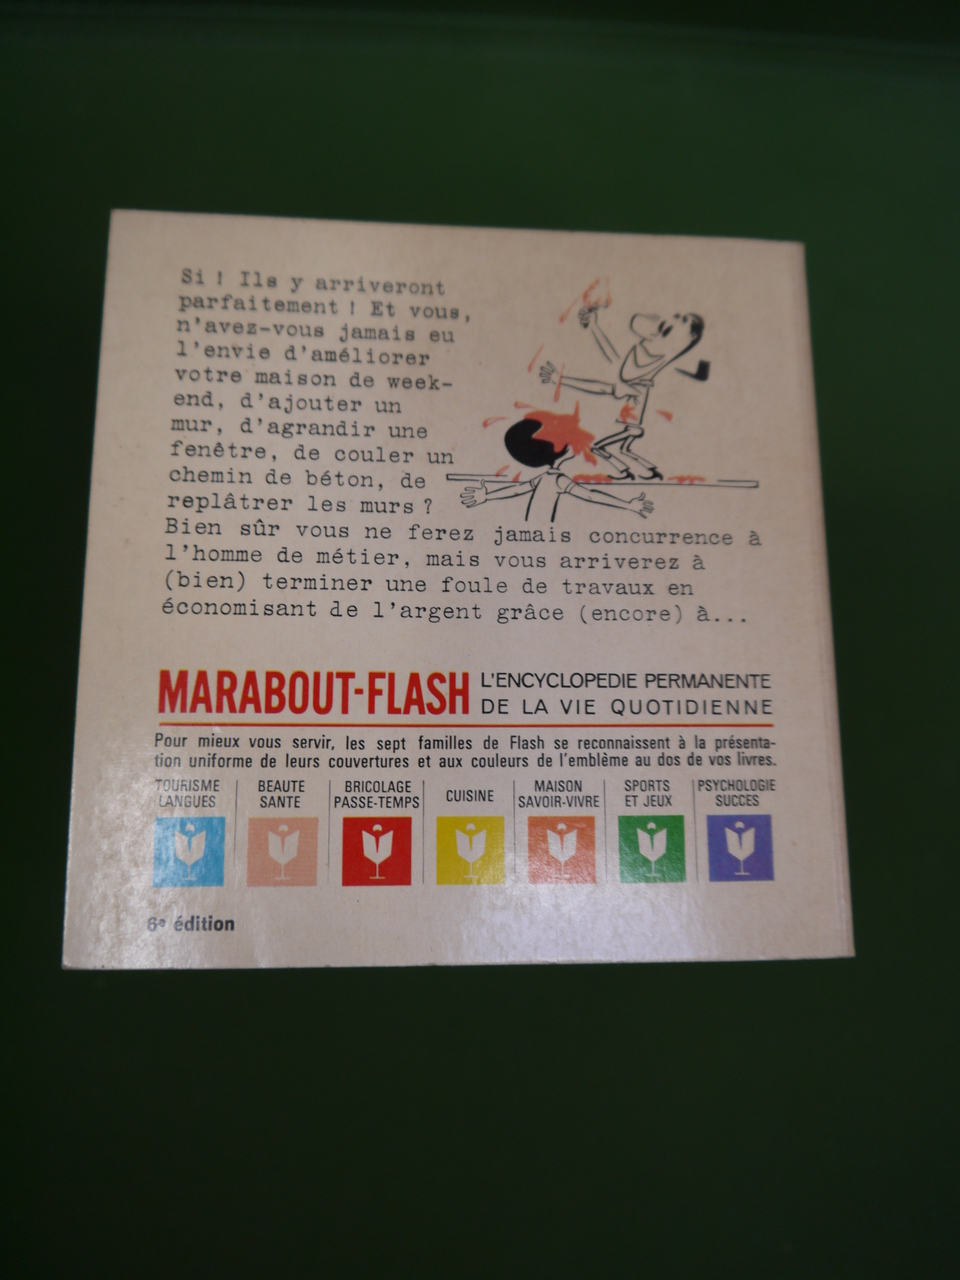 Si ! Ils y arriveront
parfaitement ! Et vous,
n'avez-vous jamais eu
l'envie d'améliorer
votre maison de week-
end, d'ajouter un
mur, d'agrandir une
fenêtre, de couler un
chemin de béton, de
replâtrer les murs ?
Bien sûr vous ne ferez jamais concurrence à
l'homme de métier, mais vous arriverez à
(bien) terminer une foule de travaux en
économisant de l'argent grâce (encore) à...
MARABOUT-FLASH L'ENCYCLOPEDIE PERMANENTE
DE LA VIE QUOTIDIENNE
Pour mieux vous servir, les sept familles de Flash se reconnaissent à la présenta-
tion uniforme de leurs couvertures et aux couleurs de l'emblème au dos de vos livres.
TOURISME
LANGUES
BEAUTE
SANTE
BRICOLAGE
PASSE-TEMPS
CUISINE
MAISON
SAVOIR-VIVRE
SPORTS
ET JEUX
PSYCHOLOGIE
SUCCES
6e édition